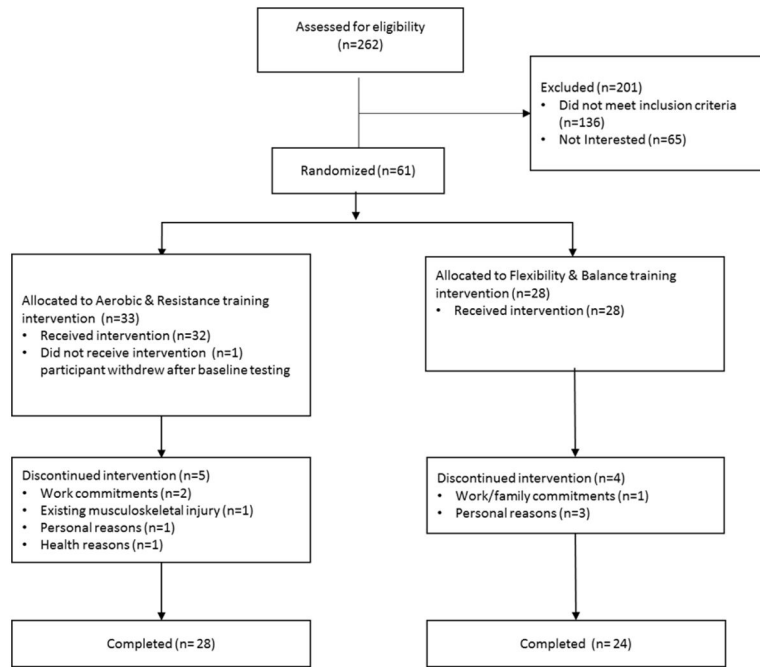 Assessed for eligibility
(n=262)
Excluded (n=201)
• Did not meet inclusion criteria
(n=136)
• Not Interested (n=65)
Randomized (n=61)
Allocated to Aerobic & Resistance training
intervention (n=33)
• Received intervention (n=32)
• Did not receive intervention (n=1)
participant withdrew after baseline testing
Allocated to Flexibility & Balance training
intervention (n=28)
• Received intervention (n=28)
Discontinued intervention (n=5)
• Work commitments (n=2)
• Existing musculoskeletal injury (n=1)
• Personal reasons (n=1)
• Health reasons (n=1)
Discontinued intervention (n=4)
• Work/family commitments (n=1)
• Personal reasons (n=3)
Completed (n= 28)
Completed (n= 24)